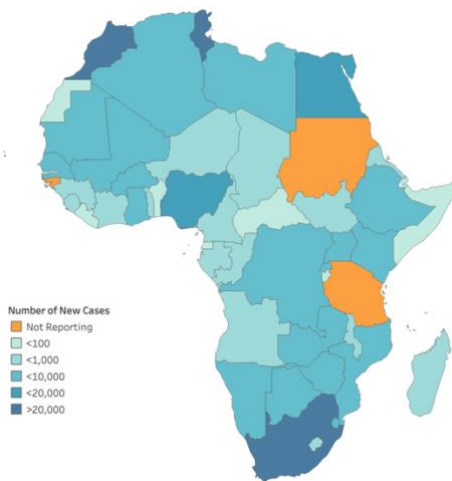 Number of New Cases
Not Reporting
<100
<1,000
<10,000
<20,000
>20,000